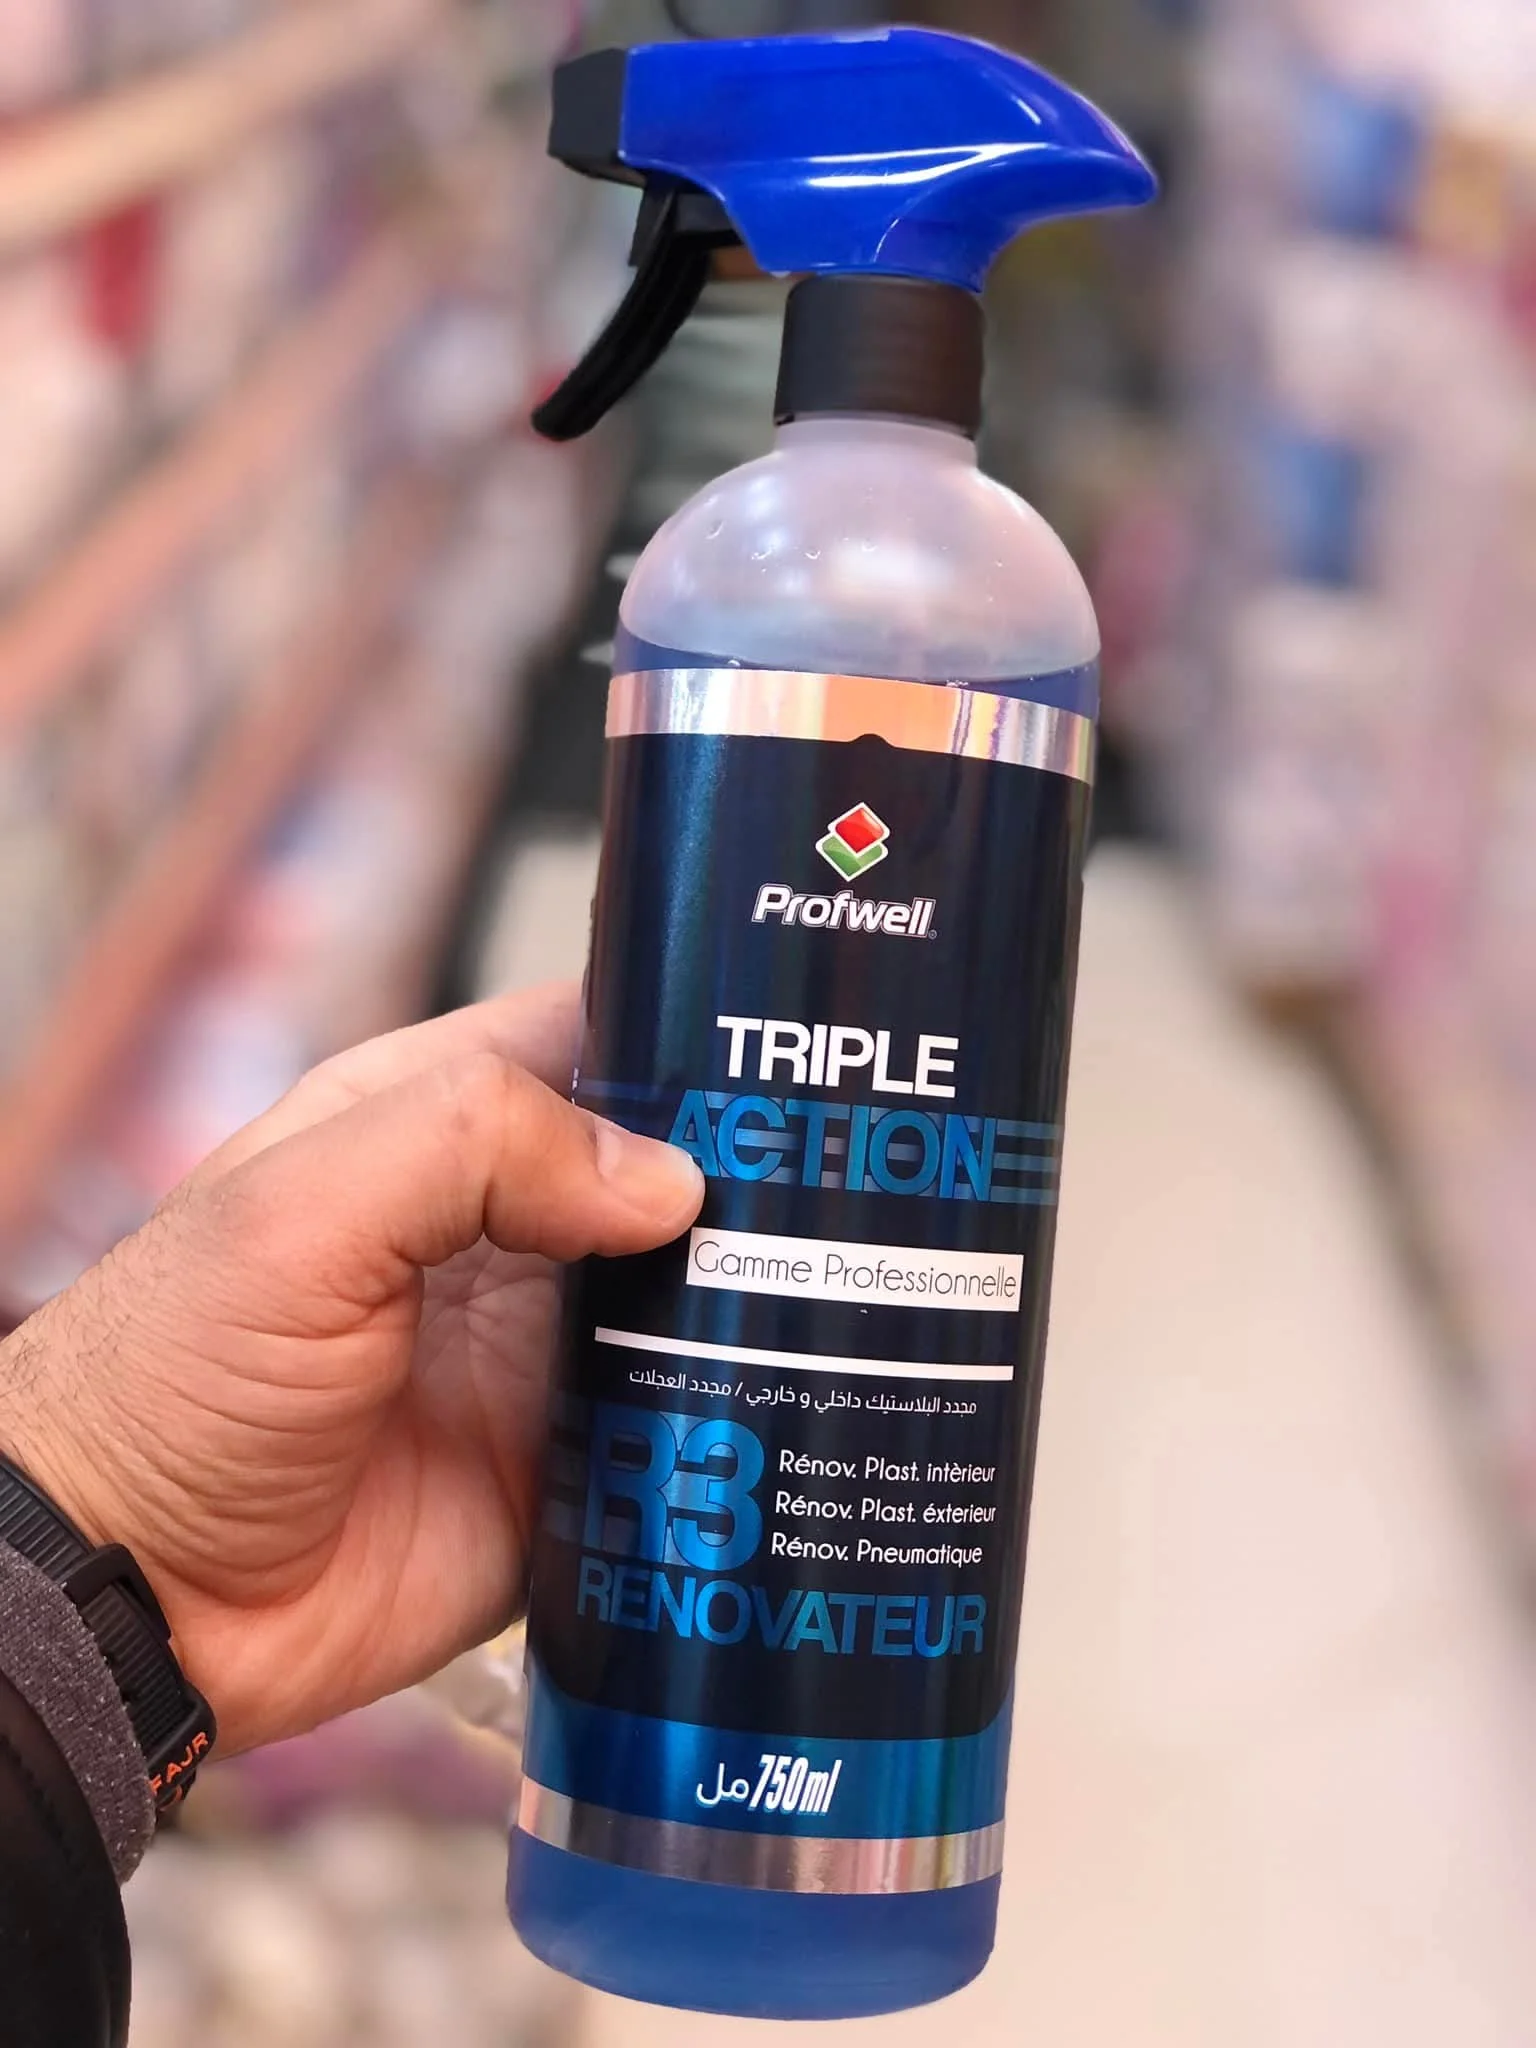 Profwell
TRIPLE
ACTION
Gamme Professionnelle
مجدد البلاستيك داخلي و خارجي / مجدد العجلات
R3
Rénov. Plast. intèrieur
Rénov. Plast. éxterieur
Rénov. Pneumatique
RENOVATEUR
750ml مل
FAJR